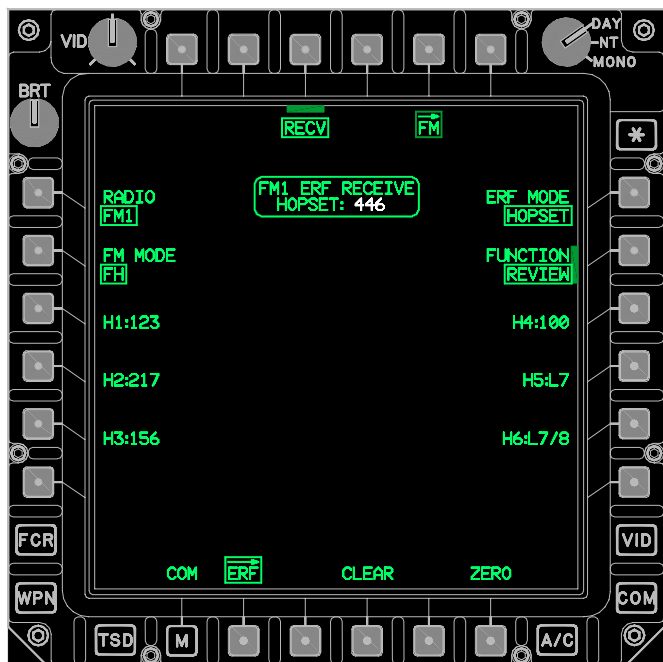 VID
DAY
NT
MONO
BRT
RECV
FM
*
RADIO
FM1
FM1 ERF RECEIVE
HOPSET: 446
ERF MODE
HOPSET
FM MODE
FH
FUNCTION
REVIEW
H1:123
H4:100
H2:217
H5:L7
H3:156
H6:L7/8
FCR
VID
COM
ERF
CLEAR
ZERO
WPN
COM
TSD
M
A/C